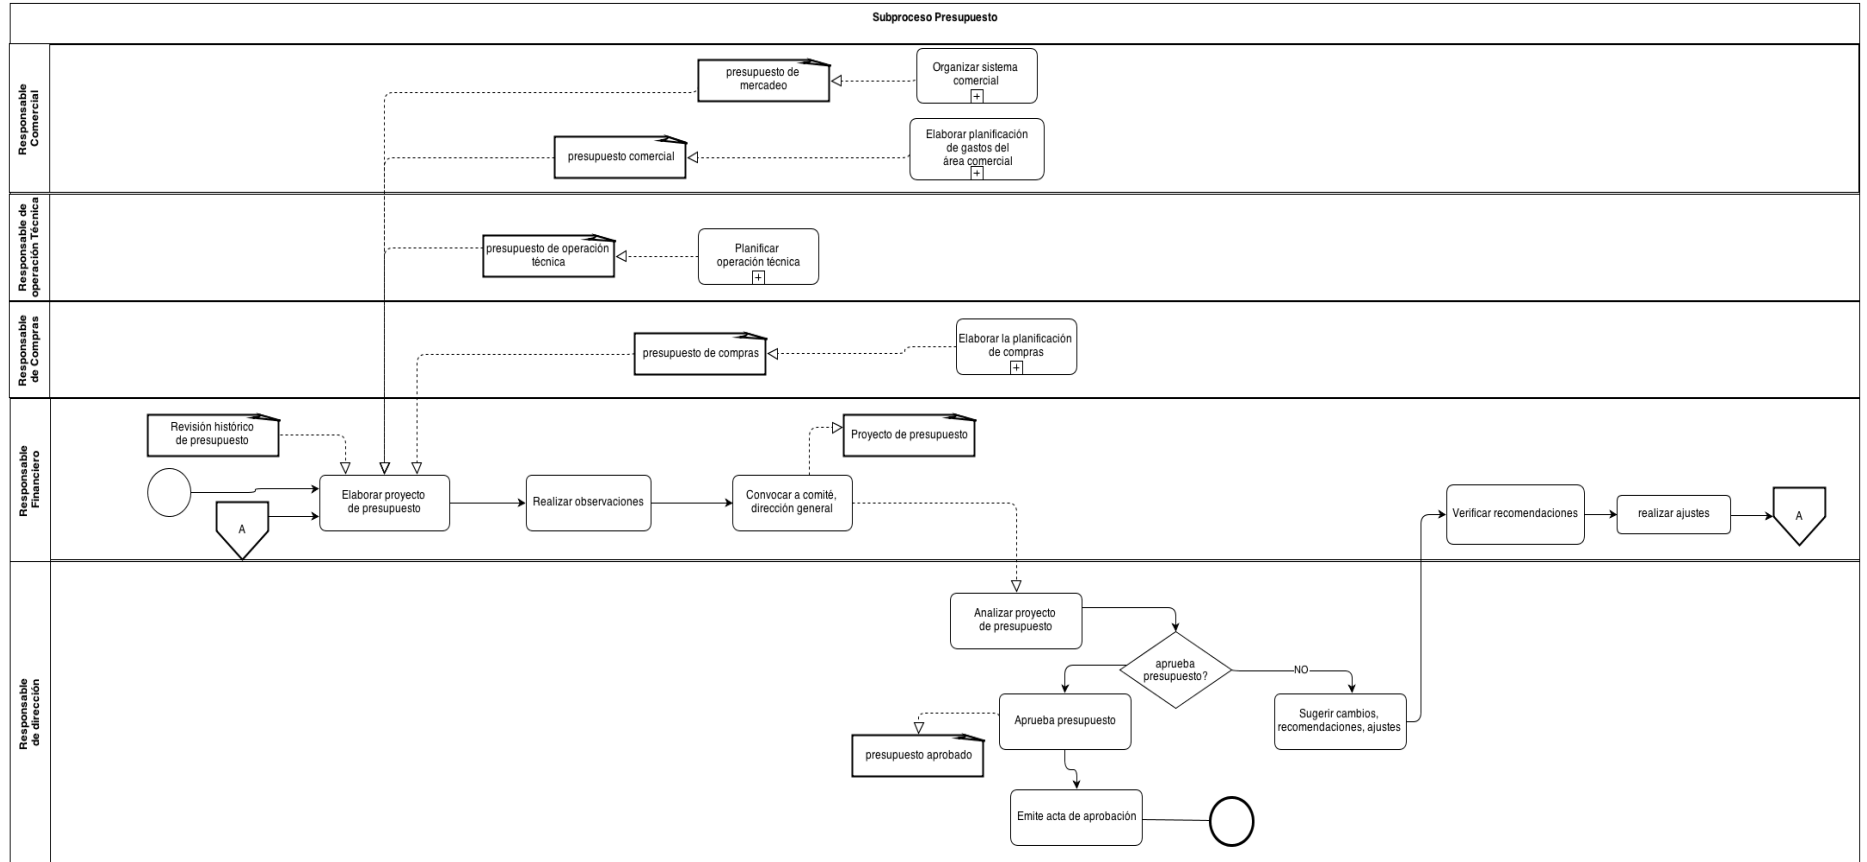 Subproceso Presupuesto
Responsable
Comercial
presupuesto de
mercadeo
Organizar sistema
comercial
presupuesto comercial
Elaborar planificación
de gastos del
área comercial
Responsable de
operación Técnica
presupuesto de operación
técnica
Planificar
operación técnica
Responsable
de Compras
presupuesto de compras
Elaborar la planificación
de compras
Responsable
Financiero
Revisión histórico
de presupuesto
A
Elaborar proyecto
de presupuesto
Realizar observaciones
Convocar a comité,
dirección general
Proyecto de presupuesto
Verificar recomendaciones
realizar ajustes
A
Responsable
de dirección
Analizar proyecto
de presupuesto
aprueba
presupuesto?
NO
Aprueba presupuesto
Sugerir cambios,
recomendaciones, ajustes
presupuesto aprobado
Emite acta de aprobación